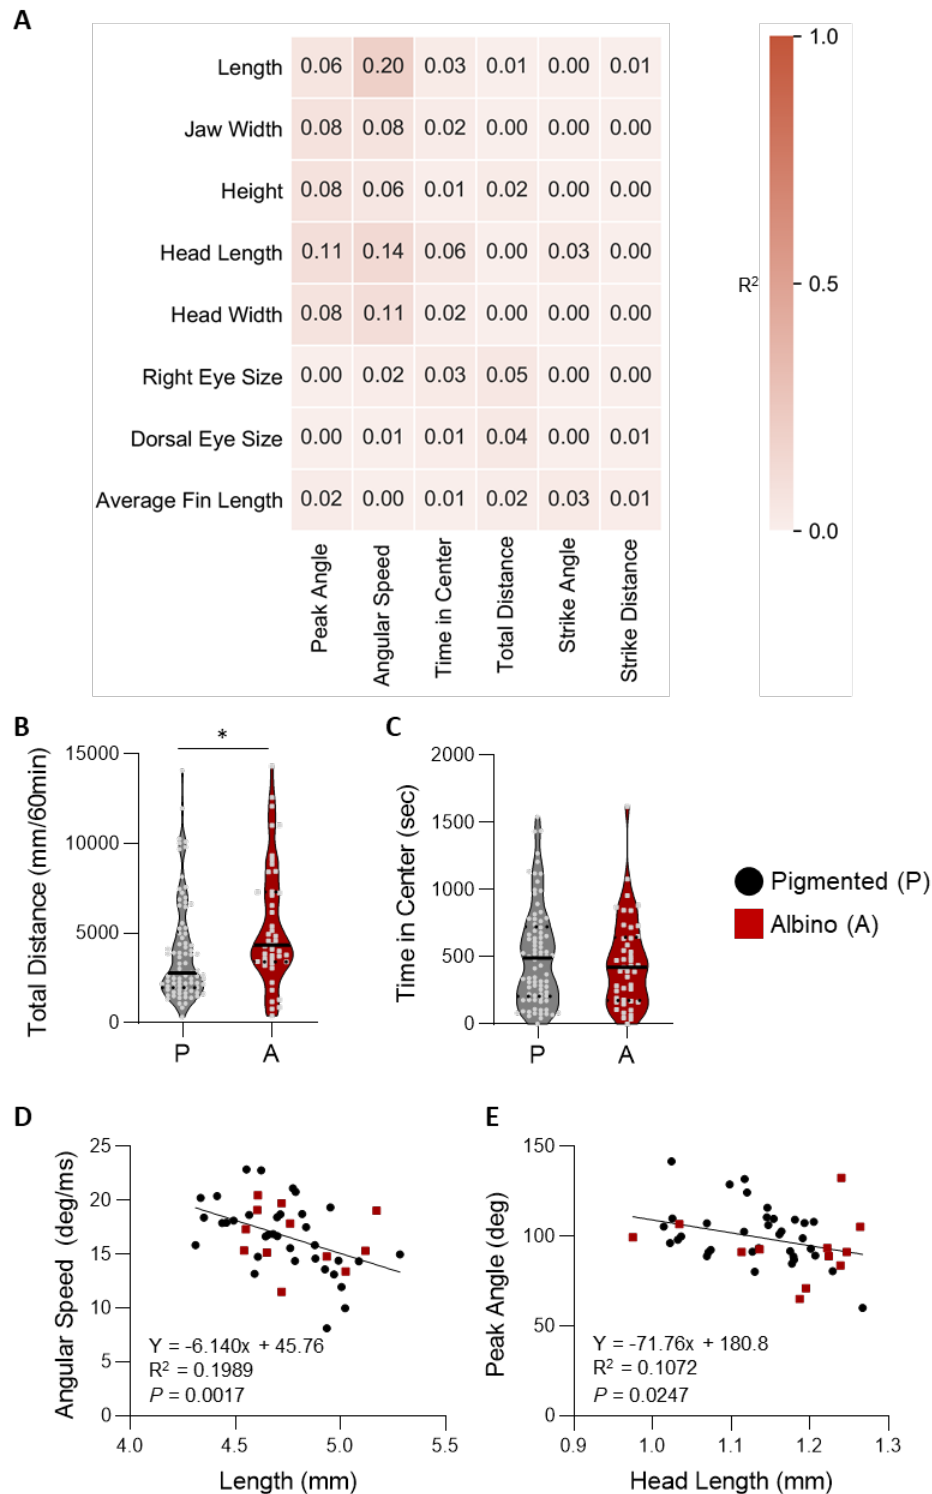 A
Length 0.06 0.20 0.03 0.01 0.00 0.01
Jaw Width 0.08 0.08 0.02 0.00 0.00 0.00
Height 0.08 0.06 0.01 0.02 0.00 0.00
Head Length 0.11 0.14 0.06 0.00 0.03 0.00
Head Width 0.08 0.11 0.02 0.00 0.00 0.00
Right Eye Size 0.00 0.02 0.03 0.05 0.00 0.00
Dorsal Eye Size 0.00 0.01 0.01 0.04 0.00 0.01
Average Fin Length 0.02 0.00 0.01 0.02 0.03 0.01
Peak Angle
Angular Speed
Time in Center
Total Distance
Strike Angle
Strike Distance
R²
1.0
0.5
0.0
B
Total Distance (mm/60min)
15000
10000
5000
0
*
P A
C
Time in Center (sec)
2000
1500
1000
500
0
P A
Pigmented (P)
Albino (A)
D
Angular Speed (deg/ms)
25
20
15
10
5
0
Y = -6.140x + 45.76
R² = 0.1989
P = 0.0017
4.0 4.5 5.0 5.5
Length (mm)
E
Peak Angle (deg)
150
100
50
0
Y = -71.76x + 180.8
R² = 0.1072
P = 0.0247
0.9 1.0 1.1 1.2 1.3
Head Length (mm)